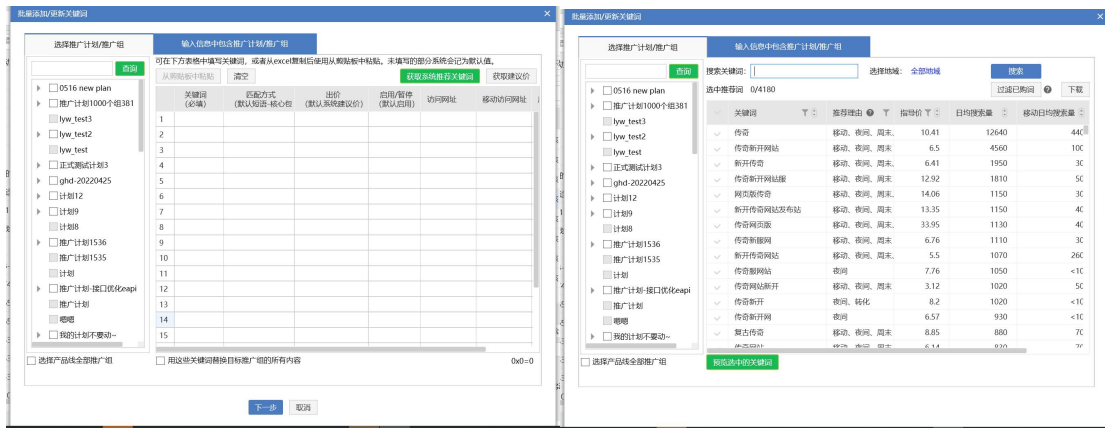 批量添加/更新关键词
选择推广计划/推广组
输入信息中包含推广计划/推广组
查询
0516 new plan
推广计划1000个组381
lyw_test3
lyw_test2
lyw_test
正式测试计划3
ghd-20220425
计划12
计划9
计划8
推广计划1536
推广计划1535
计划
推广计划-接口优化eapi
推广计划
嗯嗯
我的计划不要动~
选择产品线全部推广组
可在下方表格中填写关键词，或者从excel复制后使用从剪贴板中粘贴，未填写的部分系统会记为默认值。
从剪贴板中粘贴 清空 获取系统推荐关键词 获取建议价
关键词 (必填) 匹配方式 (默认短语-核心包 出价 (默认系统建议价) 启用/暂停 (默认启用) 访问网址 移动访问网址
1
2
3
4
5
6
7
8
9
10
11
12
13
14
15
用这些关键词替换目标推广组的所有内容 0x0=0
下一步 取消
批量添加/更新关键词
选择推广计划/推广组
输入信息中包含推广计划/推广组
查询
0516 new plan
推广计划1000个组381
lyw_test3
lyw_test2
lyw_test
正式测试计划3
ghd-20220425
计划12
计划9
计划8
推广计划1536
推广计划1535
计划
推广计划-接口优化eapi
推广计划
嗯嗯
我的计划不要动~
选择产品线全部推广组
搜索关键词: 选择地域: 全部地域 搜索
选中推荐词 0/4180 过滤已购词 下载
关键词 推荐理由 指导价 日均搜索量 移动日均搜索量
传奇 移动、夜间、周末、 10.41 12640 440
传奇新开网站 移动、夜间、周末 6.5 4560 100
新开传奇 移动、夜间、周末、 6.41 1950 30
传奇新开网站服 移动、夜间、周末、 12.92 1810 50
网页版传奇 移动、夜间、周末、 14.06 1150 30
新开传奇网站发布站 移动、夜间、周末、 13.35 1150 40
传奇网页版 移动、夜间、周末、 33.95 1130 40
传奇新服网 移动、夜间、周末 6.76 1110 30
新开传奇网站 移动、夜间、周末、 5.5 1070 260
传奇服网站 夜间 7.76 1050 <10
传奇网站新开 移动、夜间、周末 3.12 1020 50
传奇新开 夜间、转化 8.2 1020 <10
传奇新开网 夜间 6.57 930 <10
复古传奇 移动、夜间、周末 8.85 880 70
传奇网站 移动、夜间、周末 6.14 820 70
预览选中的关键词